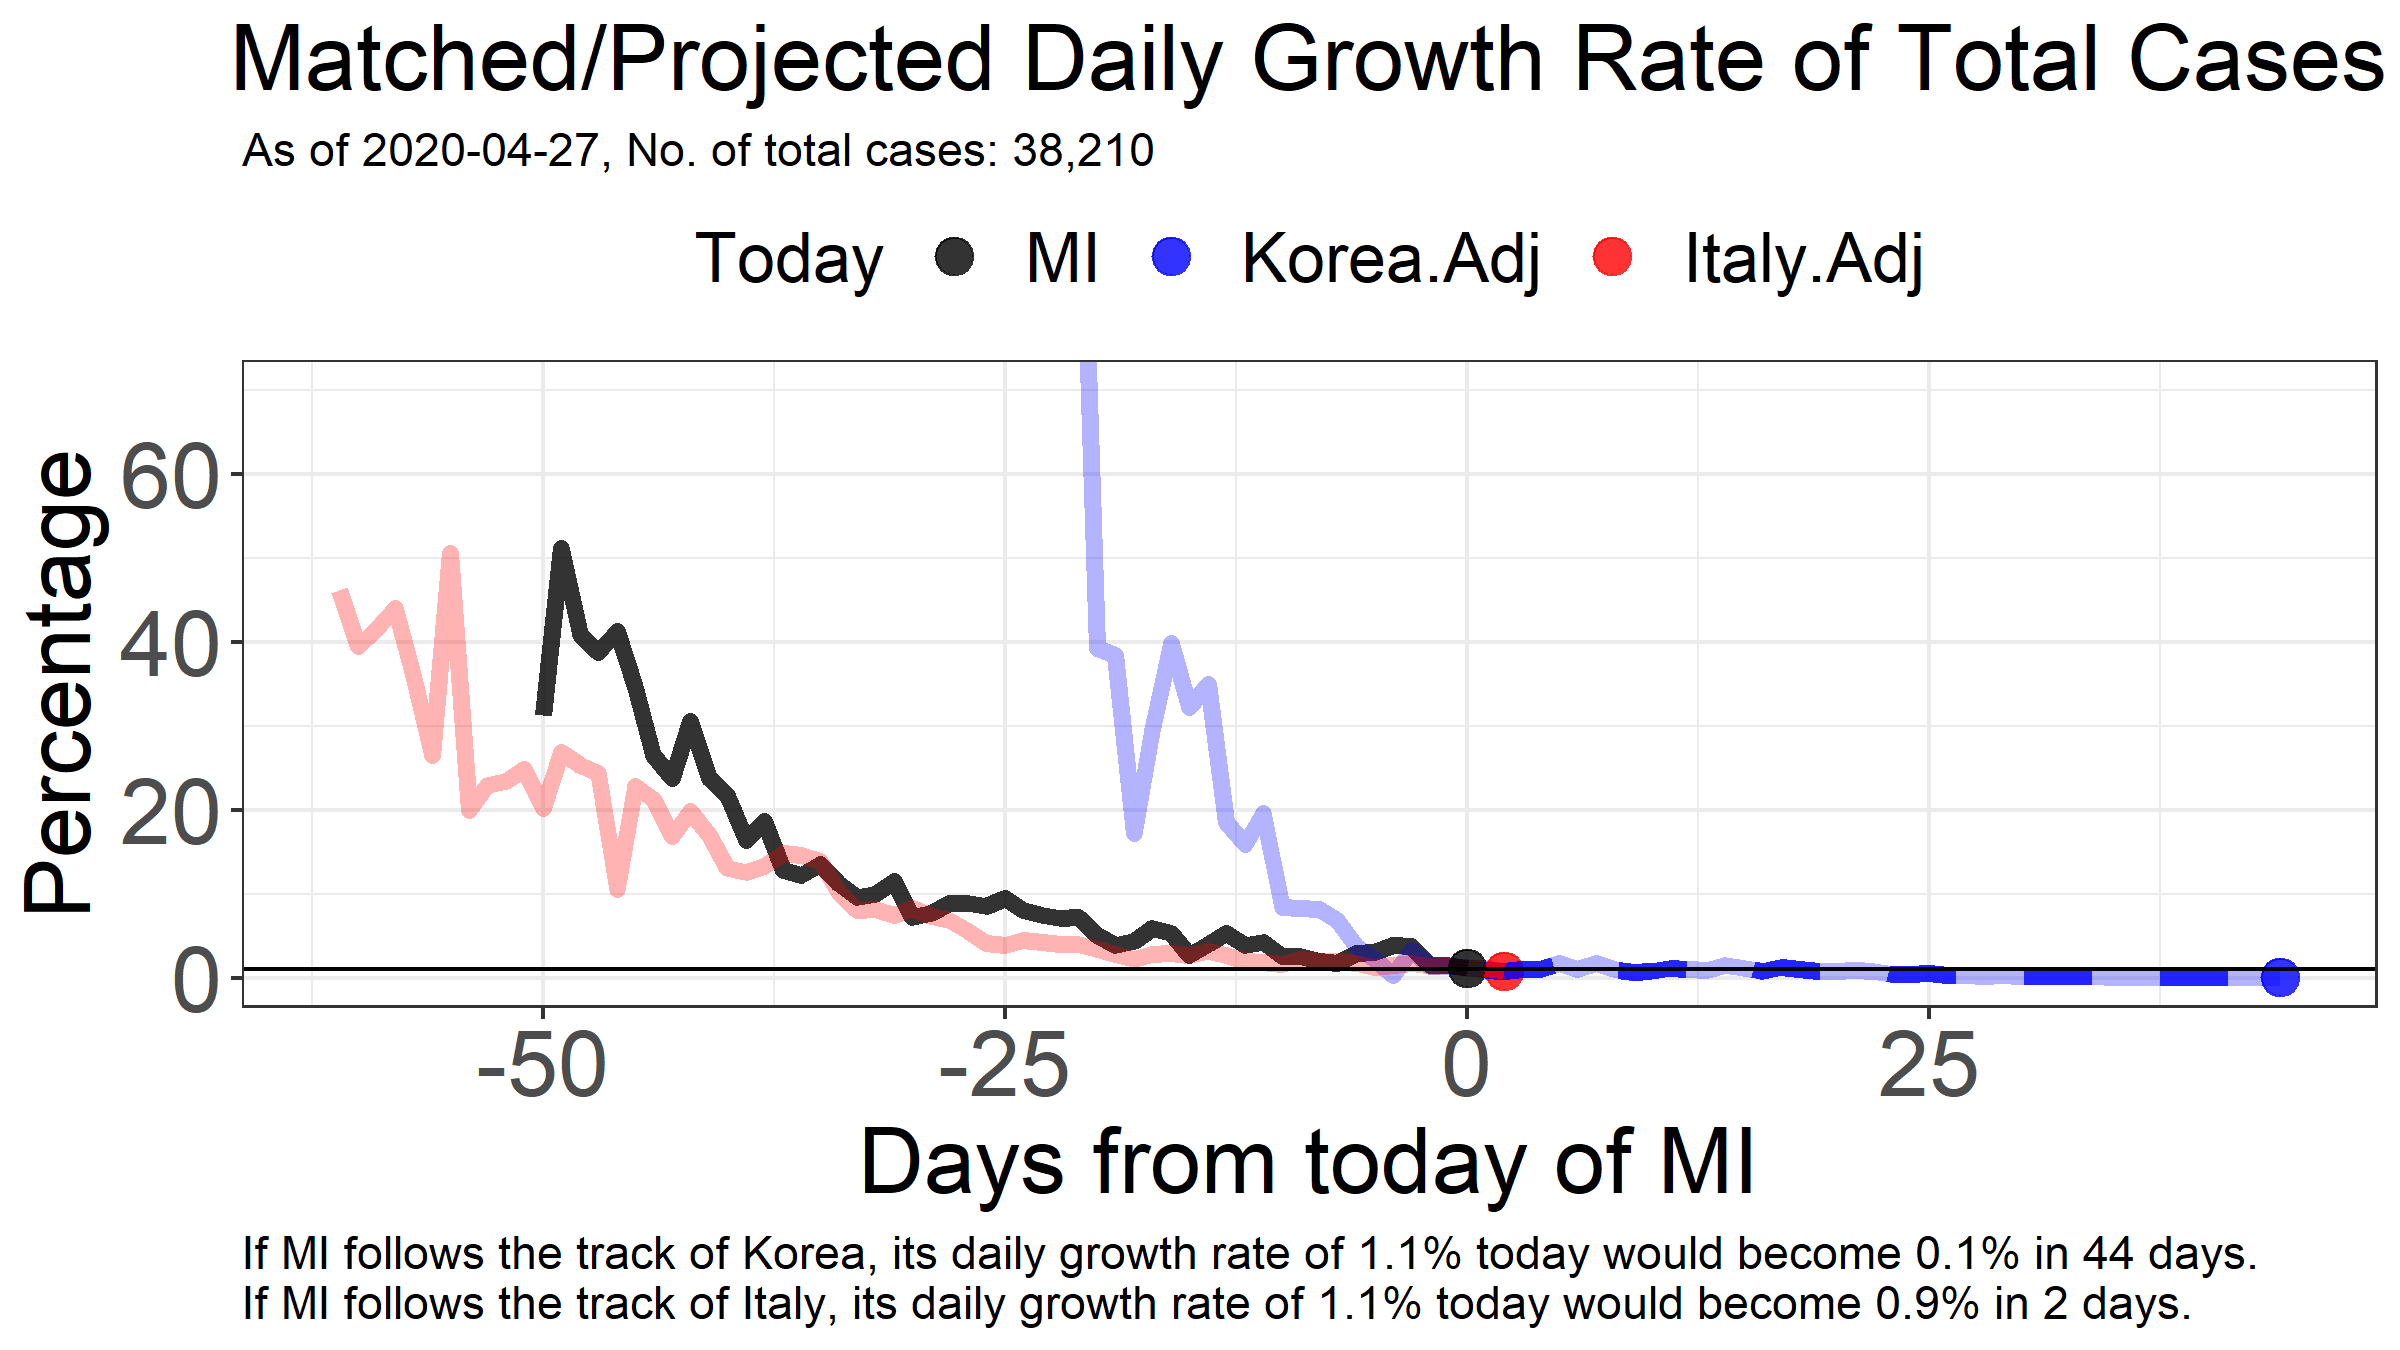 Matched/Projected Daily Growth Rate of Total Cases
As of 2020-04-27, No. of total cases: 38,210
Today MI Korea.Adj Italy.Adj
Percentage
60
40
20
0
-50 -25 0 25
Days from today of MI
If MI follows the track of Korea, its daily growth rate of 1.1% today would become 0.1% in 44 days.
If MI follows the track of Italy, its daily growth rate of 1.1% today would become 0.9% in 2 days.